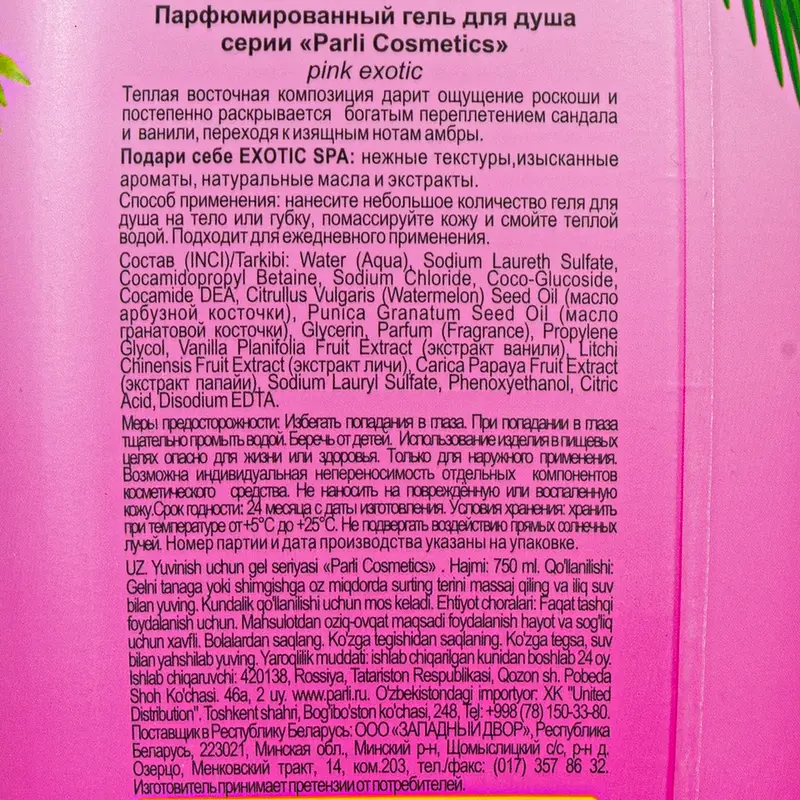 Парфюмированный гель для душа
серии «Parli Cosmetics»
pink exotic
Теплая восточная композиция дарит ощущение роскоши и
постепенно раскрывается богатым переплетением сандала
и ванили, переходя к изящным нотам амбры.
Подари себе EXOTIC SPA: нежные текстуры,изысканные
ароматы, натуральные масла и экстракты.
Способ применения: нанесите небольшое количество геля для
душа на тело или губку, помассируйте кожу и смойте теплой
водой. Подходит для ежедневного применения.
Состав (INCI)/Tarkibi: Water (Aqua), Sodium Laureth Sulfate,
Cocamidopropyl Betaine, Sodium Chloride, Coco-Glucoside,
Cocamide DEA, Citrullus Vulgaris (Watermelon) Seed Oil (масло
арбузной косточки), Punica Granatum Seed Oil (масло
гранатовой косточки), Glycerin, Parfum (Fragrance), Propylene
Glycol, Vanilla Planifolia Fruit Extract (экстракт ванили), Litchi
Chinensis Fruit Extract (экстракт личи), Carica Papaya Fruit Extract
(экстракт папайи), Sodium Lauryl Sulfate, Phenoxyethanol, Citric
Acid, Disodium EDTA.
Меры предосторожности: Избегать попадания в глаза. При попадании в глаза
тщательно промыть водой. Беречь от детей. Использование изделия в пищевых
целях опасно для жизни или здоровья. Только для наружного применения.
Возможна индивидуальная непереносимость отдельных компонентов
косметического средства. Не наносить на повреждённую или воспаленную
кожу.Срок годности: 24 месяца с даты изготовления. Условия хранения: хранить
при температуре от+5°С до +25°С. Не подвергать воздействию прямых солнечных
лучей. Номер партии и дата производства указаны на упаковке.
UZ. Yuvinish uchun gel seriyasi «Parli Cosmetics» . Hajmi: 750 ml. Qo'llanilishi:
Gelni tanaga yoki shimgishga oz miqdorda surting terini massaj qiling va iliq suv
bilan yuving. Kundalik qo'llanilishi uchun mos keladi. Ehtiyot choralari: Faqat tashqi
foydalanish uchun. Mahsulotdan oziq-ovqat maqsadi foydalanish hayot va sog'liq
uchun xavfli. Bolalardan saqlang. Ko'zga tegishidan saqlaning. Ko'zga tegsa, suv
bilan yahshilab yuving. Yaroqlilik muddati: ishlab chiqarilgan kunidan boshlab 24 oy.
Ishlab chiqaruvchi: 420138, Rossiya, Tatariston Respublikasi, Qozon sh. Pobeda
Shoh Ko'chasi. 46a, 2 uy. www.parli.ru. O'zbekistondagi importyor: XK "United
Distribution". Toshkent shahri, Bog'ibo'ston ko'chasi, 248, Tel: +998 (78) 150-33-80.
Поставщик в Республику Беларусь: ООО «ЗАПАДНЫЙ ДВОР», Республика
Беларусь, 223021, Минская обл., Минский р-н, Щомыслицкий с/с, р-н д.
Озерцо, Менковский тракт, 14, ком.203, тел./факс: (017) 357 86 32.
Изготовитель принимает претензии от потребителей.